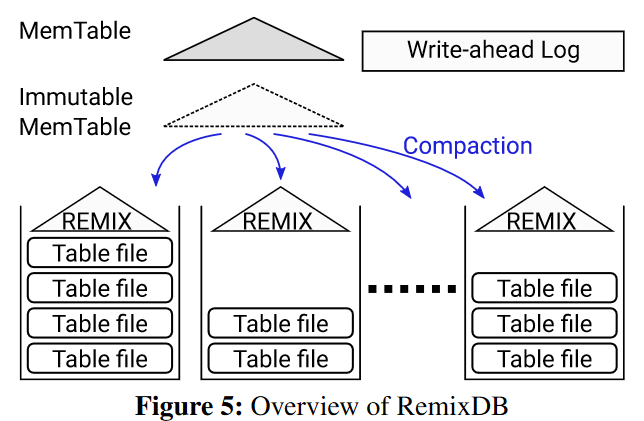 MemTable
Write-ahead Log
Immutable
MemTable
Compaction
REMIX
Table file
Table file
Table file
Table file
REMIX
Table file
Table file
REMIX
Table file
Table file
Table file
Figure 5: Overview of RemixDB